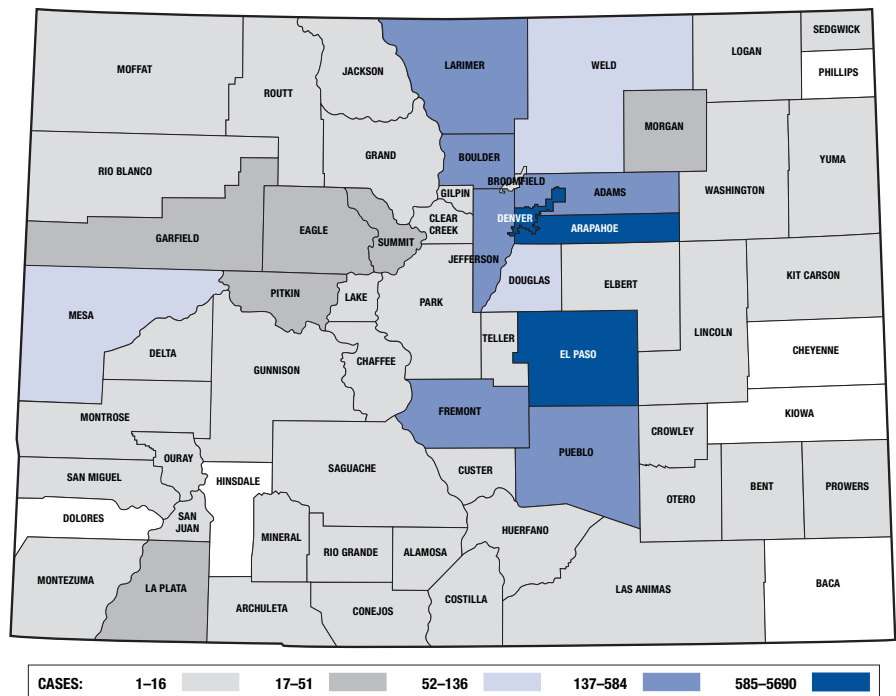 SEDGWICK
LOGAN
LARIMER
WELD
MOFFAT
JACKSON
PHILLIPS
ROUTT
MORGAN
GRAND
BOULDER
YUMA
RIO BLANCO
BROOMFIELD
GILPIN
ADAMS
WASHINGTON
CLEAR
CREEK
DENVER
ARAPAHOE
EAGLE
GARFIELD
SUMMIT
JEFFERSON
KIT CARSON
DOUGLAS
ELBERT
PITKIN
LAKE
PARK
MESA
LINCOLN
TELLER
CHEYENNE
DELTA
EL PASO
CHAFFEE
GUNNISON
FREMONT
KIOWA
MONTROSE
CROWLEY
PUEBLO
OURAY
SAGUACHE
CUSTER
SAN MIGUEL
HINSDALE
BENT
PROWERS
OTERO
DOLORES
SAN
JUAN
HUERFANO
MINERAL
RIO GRANDE
ALAMOSA
MONTEZUMA
LA PLATA
BACA
LAS ANIMAS
COSTILLA
ARCHULETA
CONEJOS
CASES: 1–16 17–51 52–136 137–584 585–5690